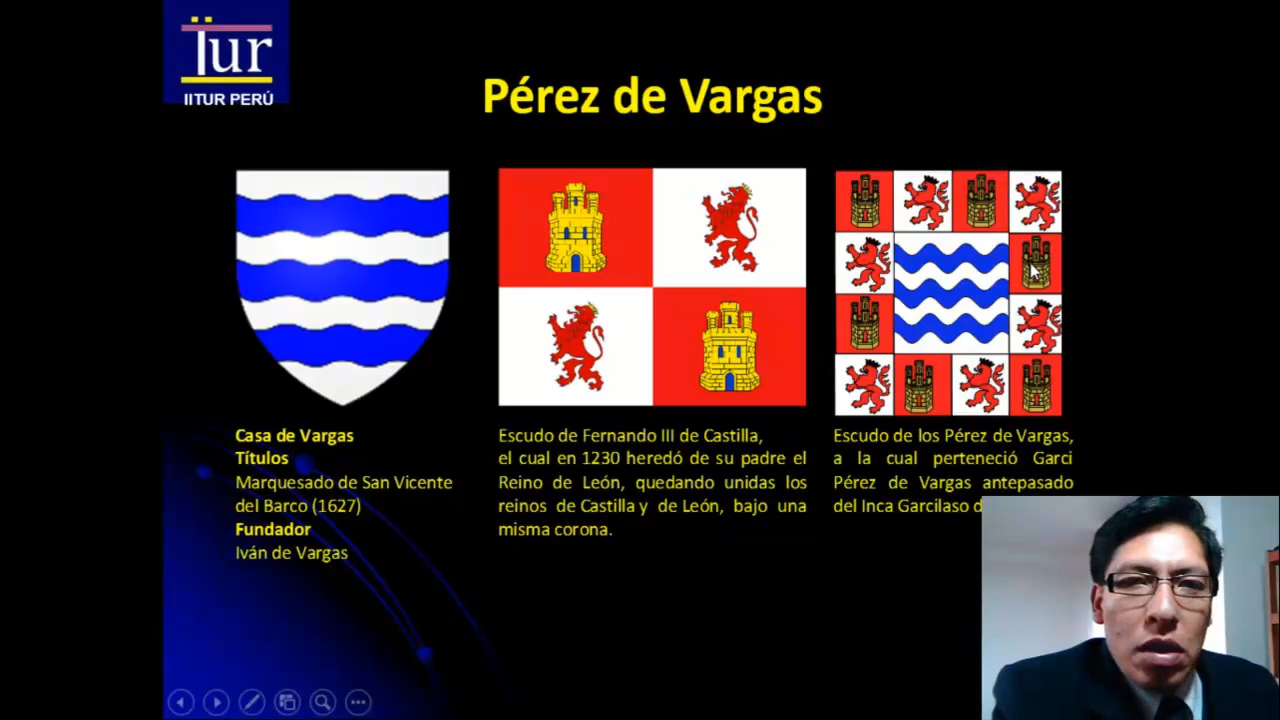 ïur
IITUR PERÚ
Pérez de Vargas
Casa de Vargas
Títulos
Marquesado de San Vicente
del Barco (1627)
Fundador
Iván de Vargas
Escudo de Fernando III de Castilla,
el cual en 1230 heredó de su padre el
Reino de León, quedando unidas los
reinos de Castilla y de León, bajo una
misma corona.
Escudo de los Pérez de Vargas,
a la cual perteneció Garci
Pérez de Vargas antepasado
del Inca Garcilaso